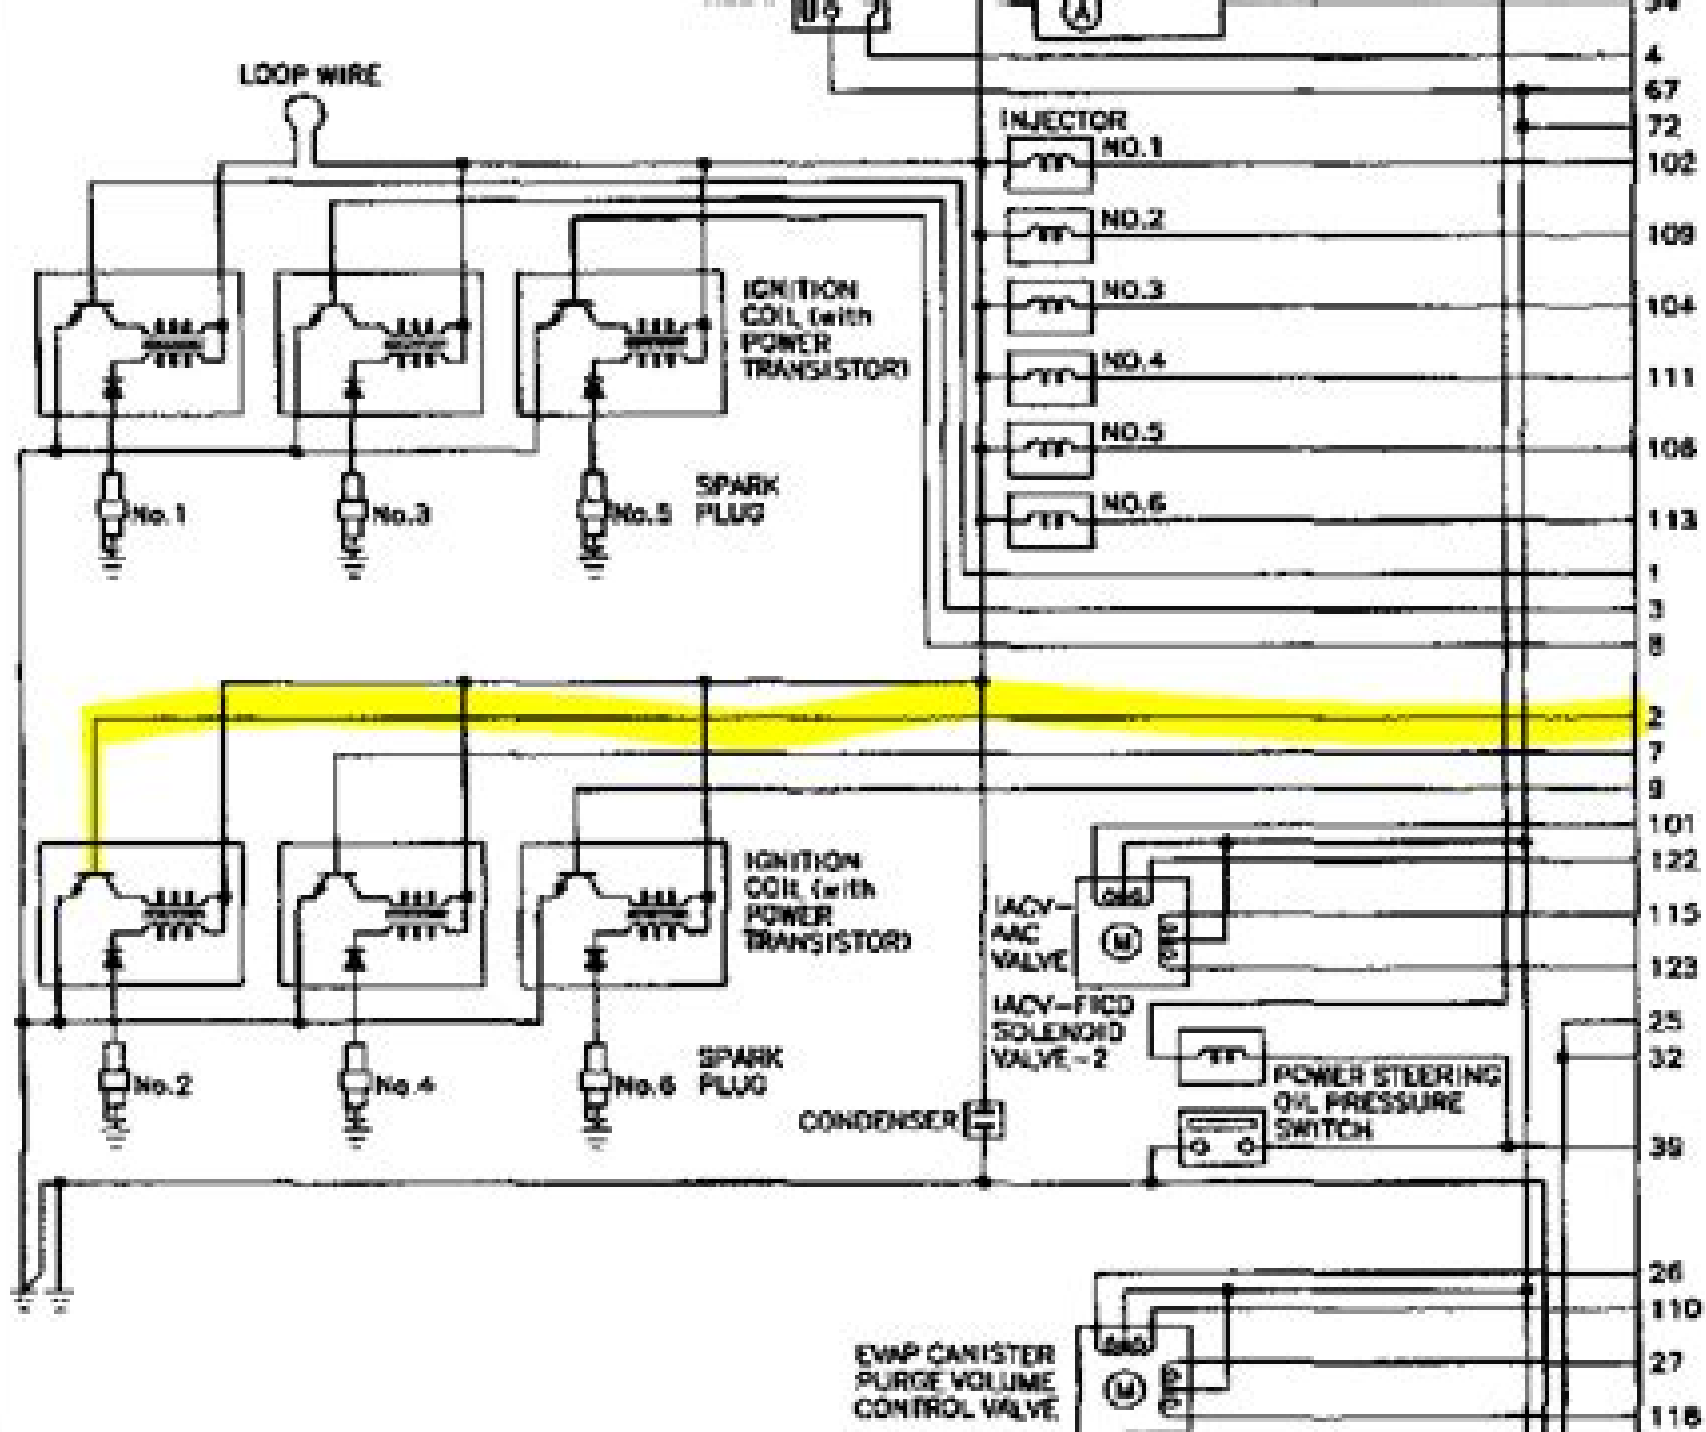 A
4
67
LOOP WIRE
INJECTOR
72
NO.1
102
NO.2
109
IGNITION
COIL (with
POWER
TRANSISTOR)
NO.3
104
NO.4
111
NO.5
106
NO.6
113
No.1
No.3
No.5
SPARK
PLUG
1
3
8
2
7
9
101
122
IGNITION
COIL (with
POWER
TRANSISTOR)
IACV-
AAC
VALVE
M
115
123
IACV-FICD
SOLENOID
VALVE-2
25
32
No.2
No.4
No.6
SPARK
PLUG
POWER STEERING
OIL PRESSURE
SWITCH
CONDENSER
39
26
110
EVAP CANISTER
PURGE VOLUME
CONTROL VALVE
M
27
118